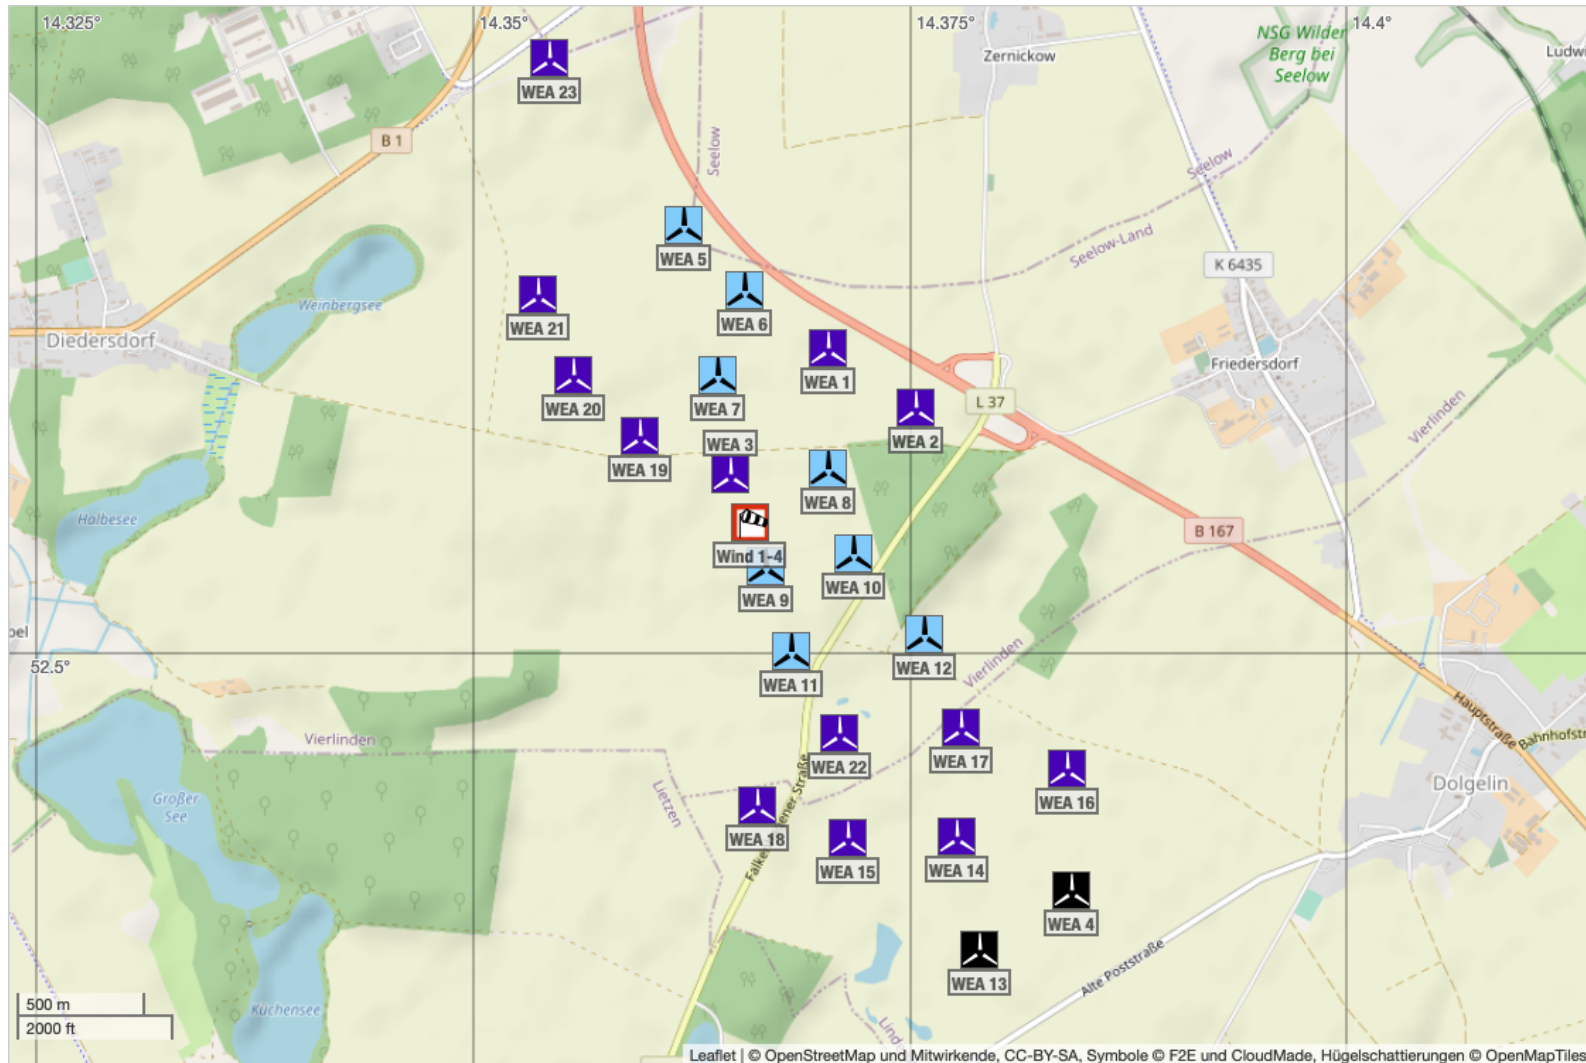 14.325°
14.35°
14.375°
14.4°
NSG Wilder
Berg bei
Seelow
Zernickow
WEA 23
B 1
Seelow
Seelow
Seelow-Land
K 6435
WEA 5
Weinbergsee
WEA 21
WEA 6
Diedersdorf
WEA 1
Friedersdorf
WEA 20
WEA 7
L 37
WEA 2
WEA 3
Vierlinden
WEA 19
WEA 8
Halbesee
B 167
Wind 1-4
WEA 10
WEA 9
52.5°
WEA 12
WEA 11
Vierlinden
Hauptstraße
Vierlinden
WEA 22
WEA 17
Dolgelin
Großer
See
Lietzen
WEA 16
WEA 18
WEA 15
WEA 14
WEA 4
Alte Poststraße
WEA 13
500 m
2000 ft
Küchensee
Leaflet | © OpenStreetMap und Mitwirkende, CC-BY-SA, Symbole © F2E und CloudMade, Hügelschattierungen © OpenMapTiles